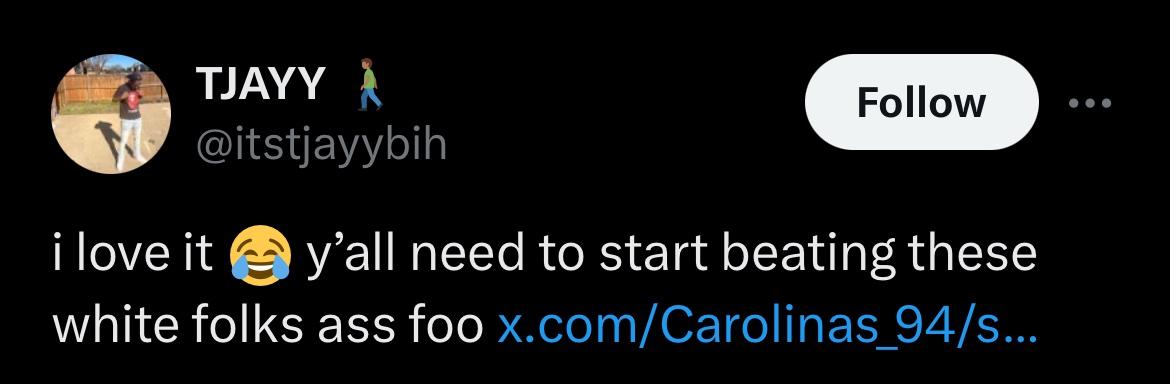 TJAYY 🚶🏽‍♂️
@itstjayybih
Follow
i love it 😂 y’all need to start beating these
white folks ass foo x.com/Carolinas_94/s…